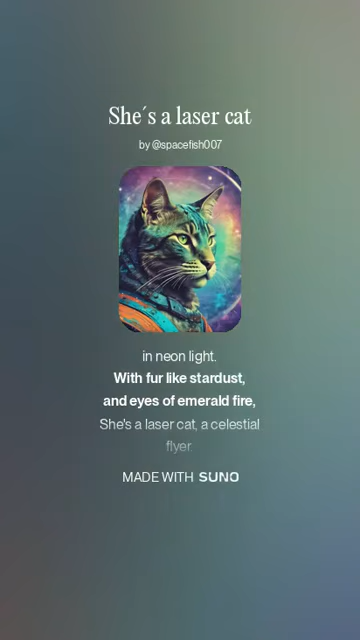 She´s a laser cat
by @spacefish007
in neon light.
With fur like stardust,
and eyes of emerald fire,
She's a laser cat, a celestial
flyer.
MADE WITH SUNO